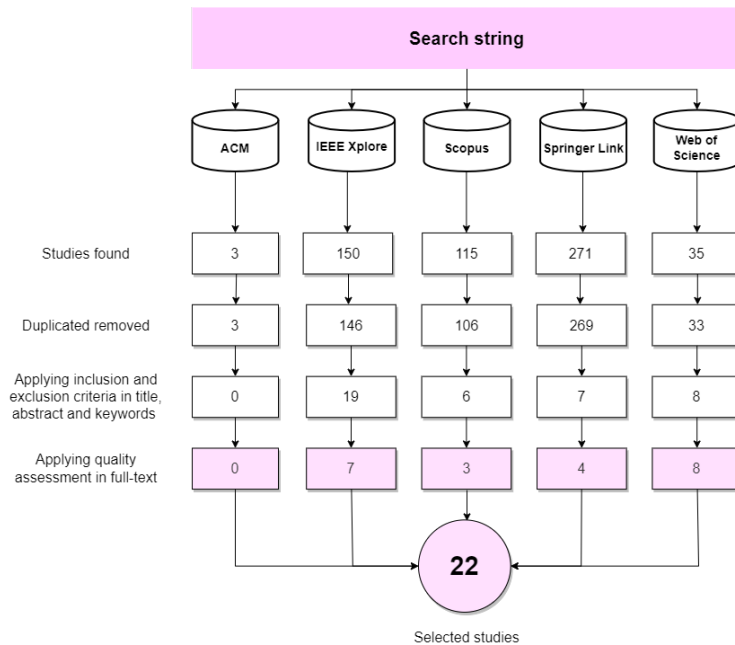 Search string
ACM
IEEE Xplore
Scopus
Springer Link
Web of
Science
Studies found
3
150
115
271
35
Duplicated removed
3
146
106
269
33
Applying inclusion and
exclusion criteria in title,
abstract and keywords
0
19
6
7
8
Applying quality
assessment in full-text
0
7
3
4
8
22
Selected studies